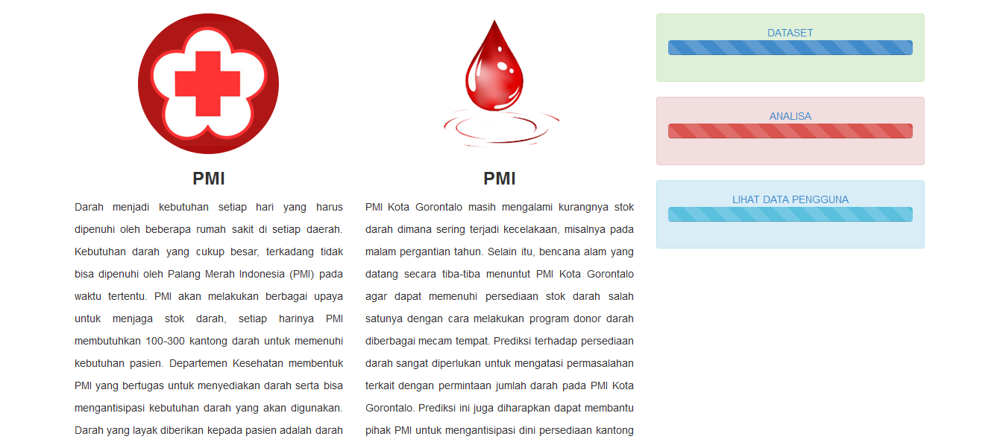 PMI
Darah menjadi kebutuhan setiap hari yang harus
dipenuhi oleh beberapa rumah sakit di setiap daerah.
Kebutuhan darah yang cukup besar, terkadang tidak
bisa dipenuhi oleh Palang Merah Indonesia (PMI) pada
waktu tertentu. PMI akan melakukan berbagai upaya
untuk menjaga stok darah, setiap harinya PMI
membutuhkan 100-300 kantong darah untuk memenuhi
kebutuhan pasien. Departemen Kesehatan membentuk
PMI yang bertugas untuk menyediakan darah serta bisa
mengantisipasi kebutuhan darah yang akan digunakan.
Darah yang layak diberikan kepada pasien adalah darah
PMI
PMI Kota Gorontalo masih mengalami kurangnya stok
darah dimana sering terjadi kecelakaan, misalnya pada
malam pergantian tahun. Selain itu, bencana alam yang
datang secara tiba-tiba menuntut PMI Kota Gorontalo
agar dapat memenuhi persediaan stok darah salah
satunya dengan cara melakukan program donor darah
diberbagai mecam tempat. Prediksi terhadap persediaan
darah sangat diperlukan untuk mengatasi permasalahan
terkait dengan permintaan jumlah darah pada PMI Kota
Gorontalo. Prediksi ini juga diharapkan dapat membantu
pihak PMI untuk mengantisipasi dini persediaan kantong
DATASET
ANALISA
LIHAT DATA PENGGUNA